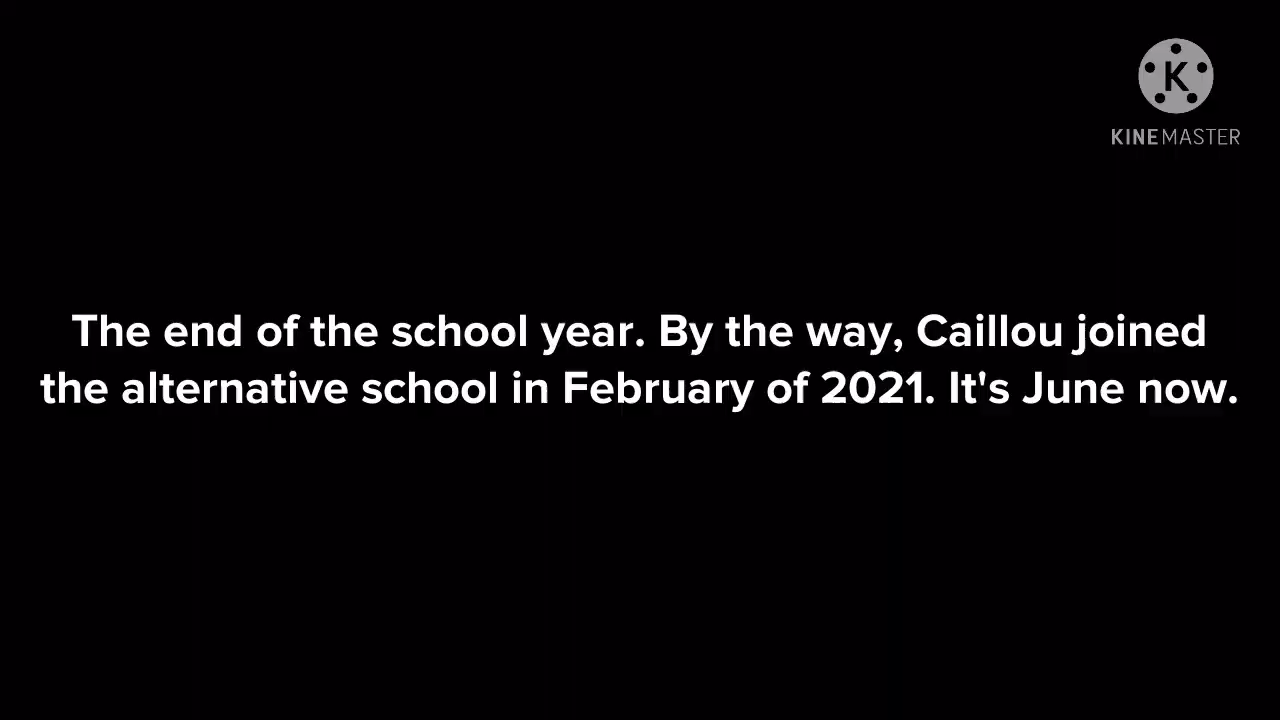 K
KINEMASTER
The end of the school year. By the way, Caillou joined
the alternative school in February of 2021. It's June now.